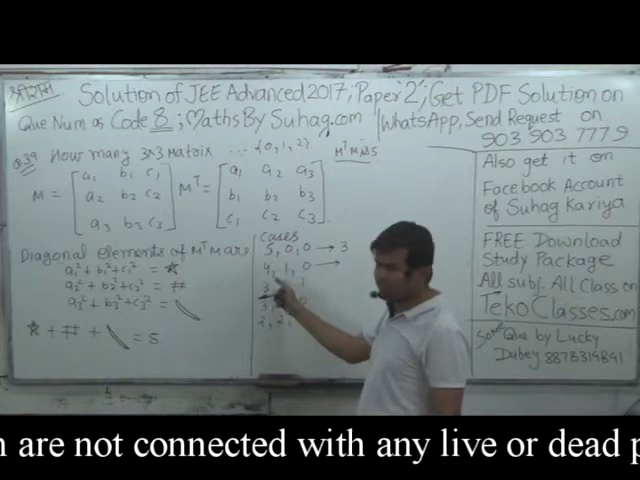 श्रीराम
Solution of JEE Advanced 2017, Paper '2', Get PDF Solution on
Que Num as Code 8 ; Maths By Suhag.com
WhatsApp, Send Request on
903 903 7779
Q.39 How many 3×3 Matrix ... {0,1,2}
M = [a₁ b₁ c₁
a₂ b₂ c₂
a₃ b₃ c₃]
Mᵀ = [a₁ a₂ a₃
b₁ b₂ b₃
c₁ c₂ c₃]
Diagonal elements of MᵀM are
a₁² + b₁² + c₁² = ★
a₂² + b₂² + c₂² = #
a₃² + b₃² + c₃² =
★ + # + = 5
Cases
5, 0, 0 → 3
4, 1, 0 →
Also get it on
Facebook Account
of Suhag Kariya
FREE Download
Study Package
All subj. All Class on
TekoClasses.com
Some Que by Lucky
Dubey 8878314841
n are not connected with any live or dead p